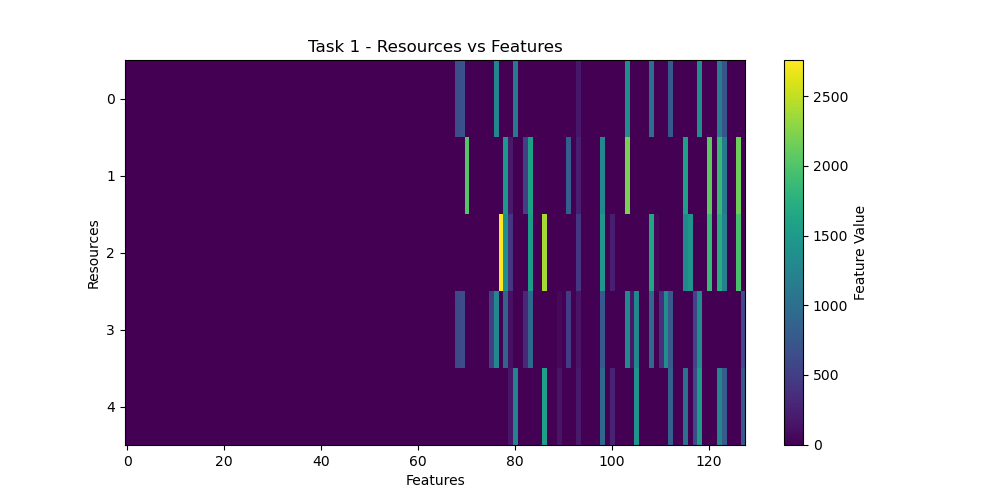 Task 1 - Resources vs Features
Resources
0
1
2
3
4
0 20 40 60 80 100 120
Features
2500
2000
1500
1000
500
0
Feature Value